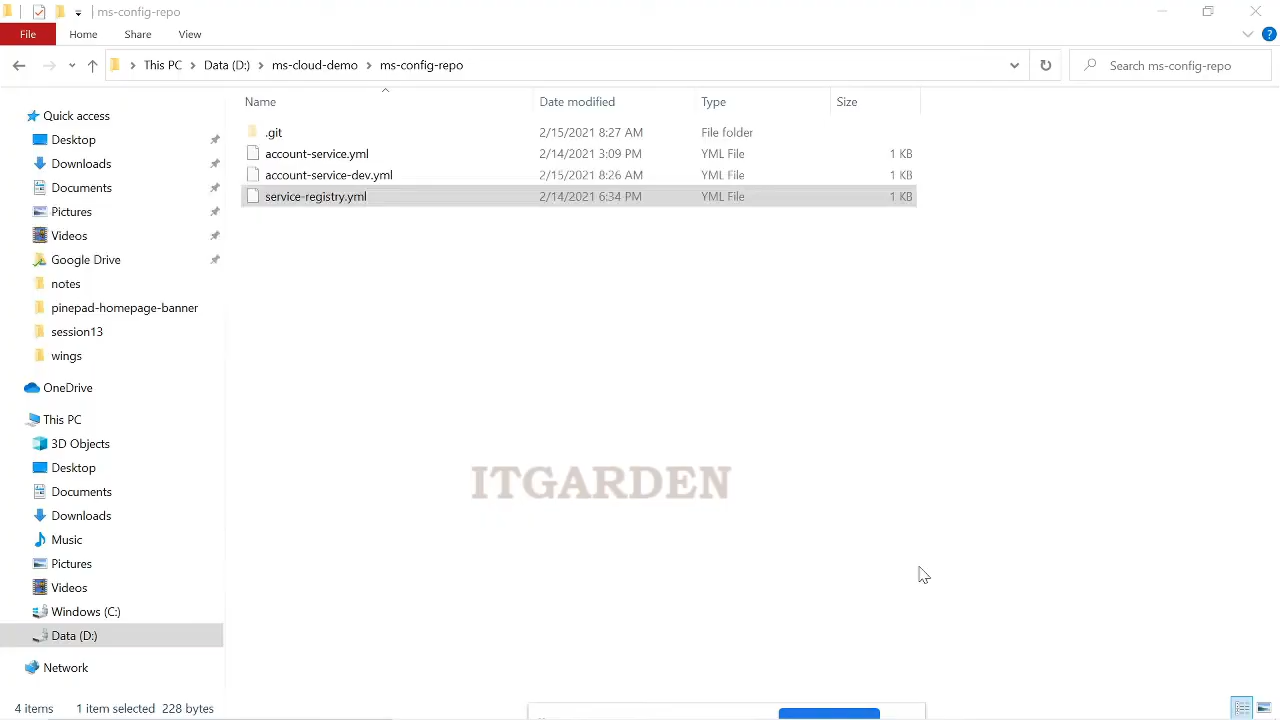 ms-config-repo
File Home Share View
This PC Data (D:) ms-cloud-demo ms-config-repo Search ms-config-repo
Name Date modified Type Size
.git 2/15/2021 8:27 AM File folder
account-service.yml 2/14/2021 3:09 PM YML File 1 KB
account-service-dev.yml 2/15/2021 8:26 AM YML File 1 KB
service-registry.yml 2/14/2021 6:34 PM YML File 1 KB
Quick access
Desktop
Downloads
Documents
Pictures
Videos
Google Drive
notes
pinepad-homepage-banner
session13
wings
OneDrive
This PC
3D Objects
Desktop
Documents
Downloads
Music
Pictures
Videos
Windows (C:)
Data (D:)
Network
ITGARDEN
4 items 1 item selected 228 bytes